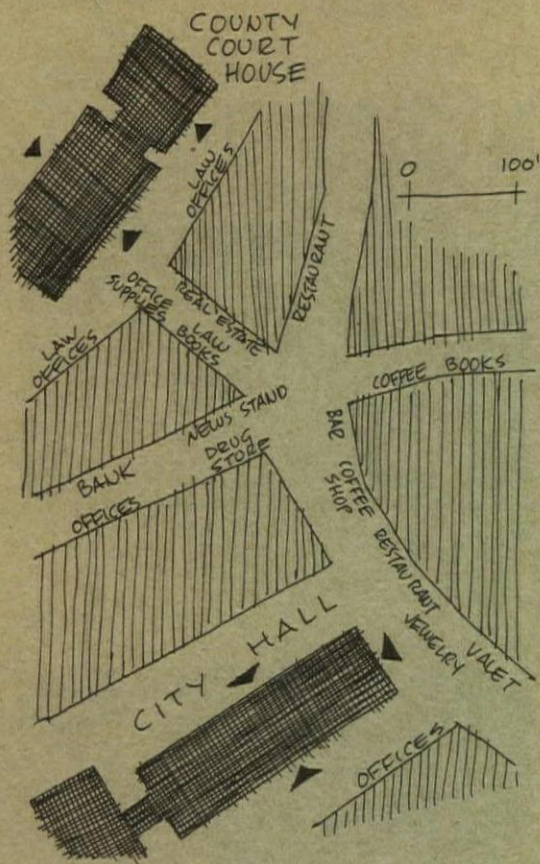 COUNTY
COURT
HOUSE
0 100'
LAW
OFFICES
RESTAURANT
REAL ESTATE
OFFICE
SUPPLIES
LAW
BOOKS
LAW
OFFICES
COFFEE BOOKS
NEWS STAND
BANK
DRUG
STORE
OFFICES
BAR
COFFEE
SHOP
RESTAURANT
JEWELRY
VALET
CITY HALL
OFFICES